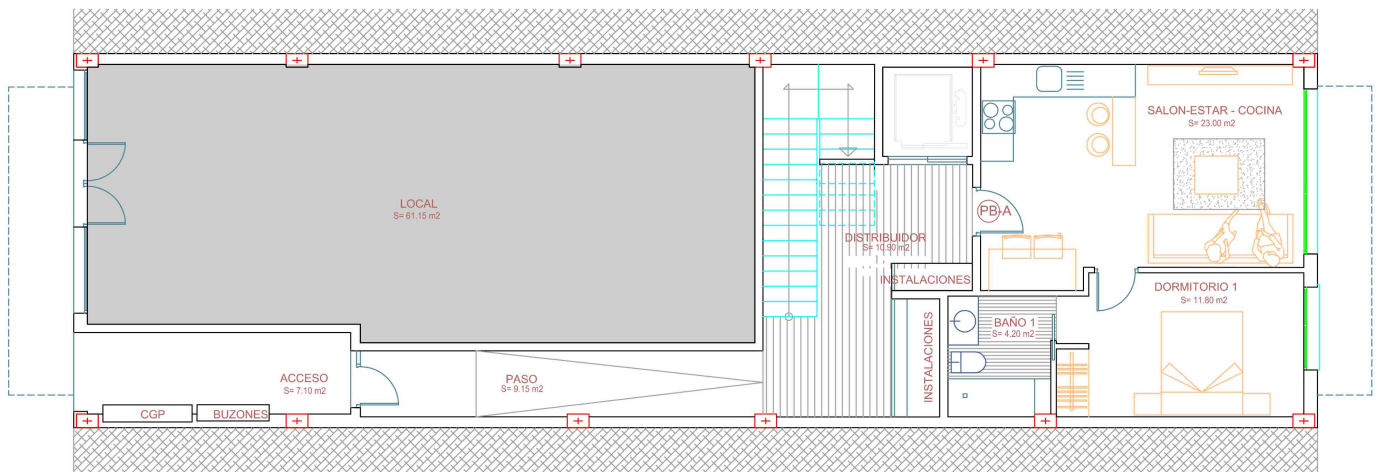 LOCAL
S= 61.15 m2
ACCESO
S= 7.10 m2
CGP
BUZONES
PASO
S= 9.15 m2
DISTRIBUIDOR
S= 10.90 m2
INSTALACIONES
INSTALACIONES
PB-A
SALON-ESTAR - COCINA
S= 23.00 m2
DORMITORIO 1
S= 11.80 m2
BAÑO 1
S= 4.20 m2